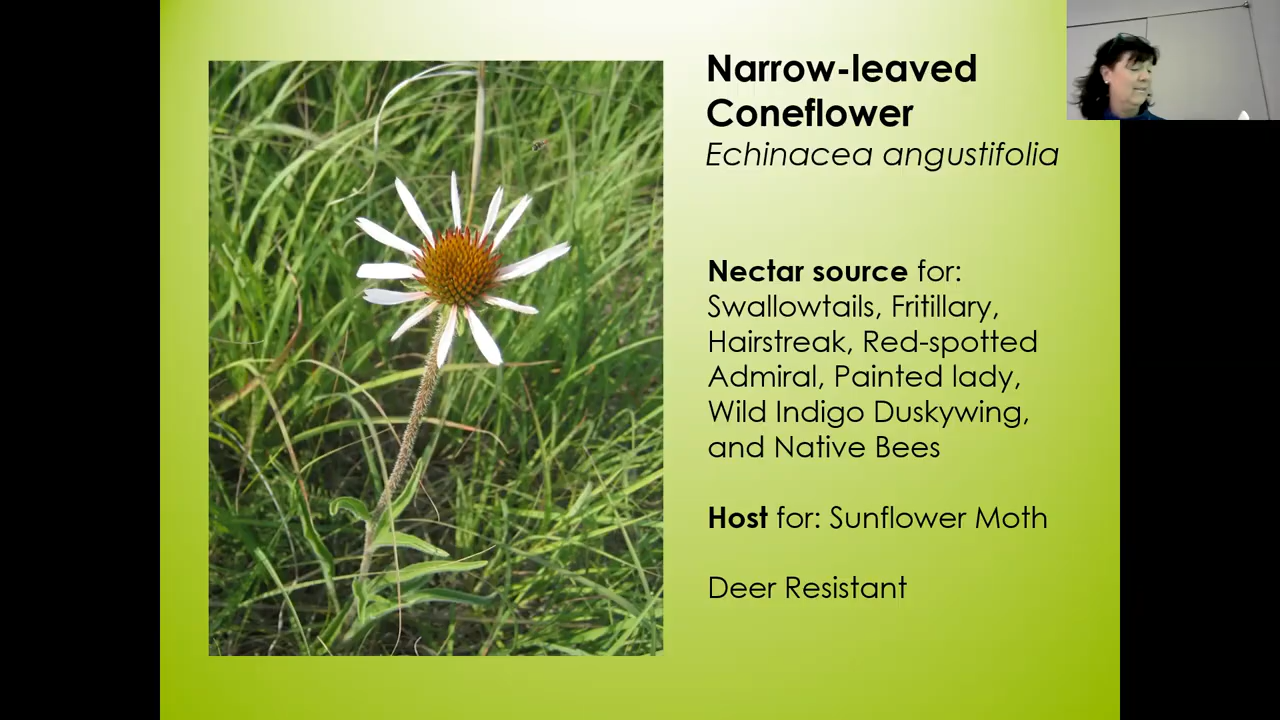 Narrow-leaved
Coneflower
Echinacea angustifolia
Nectar source for:
Swallowtails, Fritillary,
Hairstreak, Red-spotted
Admiral, Painted lady,
Wild Indigo Duskywing,
and Native Bees
Host for: Sunflower Moth
Deer Resistant